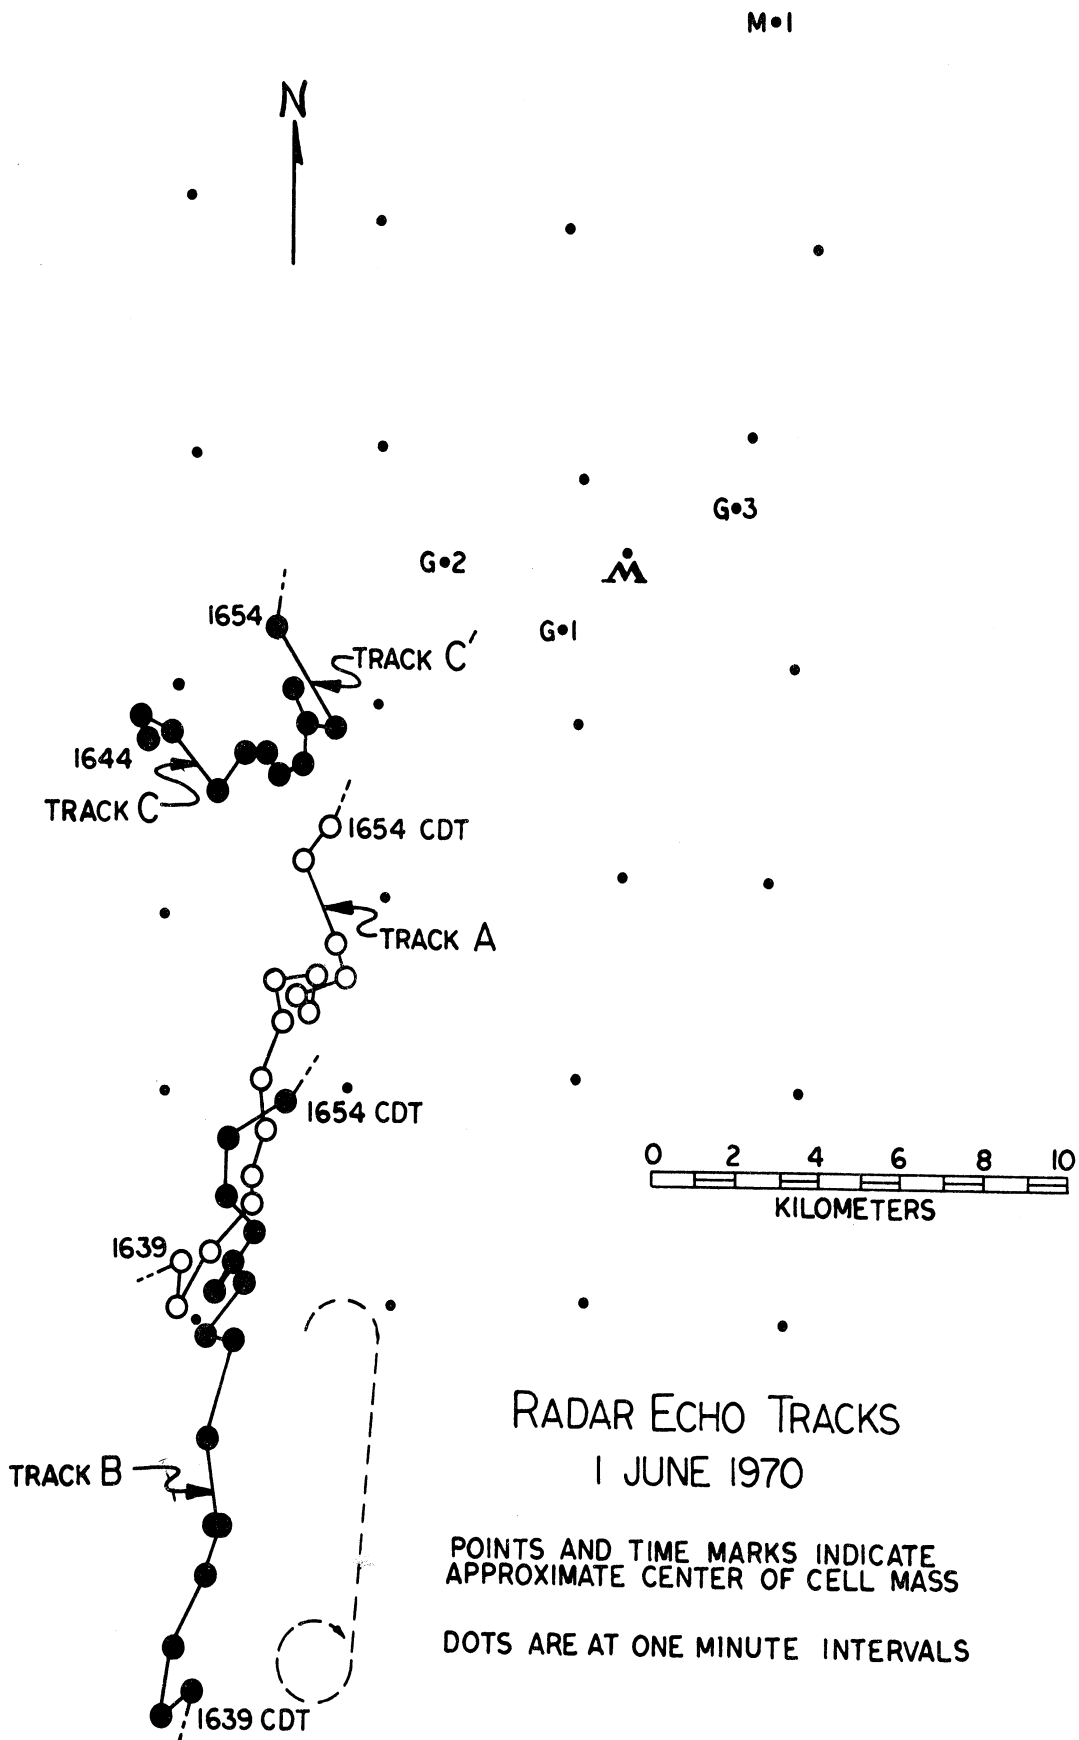 M•1
N
G•3
G•2
M
G•1
1654
TRACK C′
1644
TRACK C
1654 CDT
TRACK A
1654 CDT
0 2 4 6 8 10
KILOMETERS
1639
RADAR ECHO TRACKS
1 JUNE 1970
TRACK B
POINTS AND TIME MARKS INDICATE
APPROXIMATE CENTER OF CELL MASS
DOTS ARE AT ONE MINUTE INTERVALS
1639 CDT